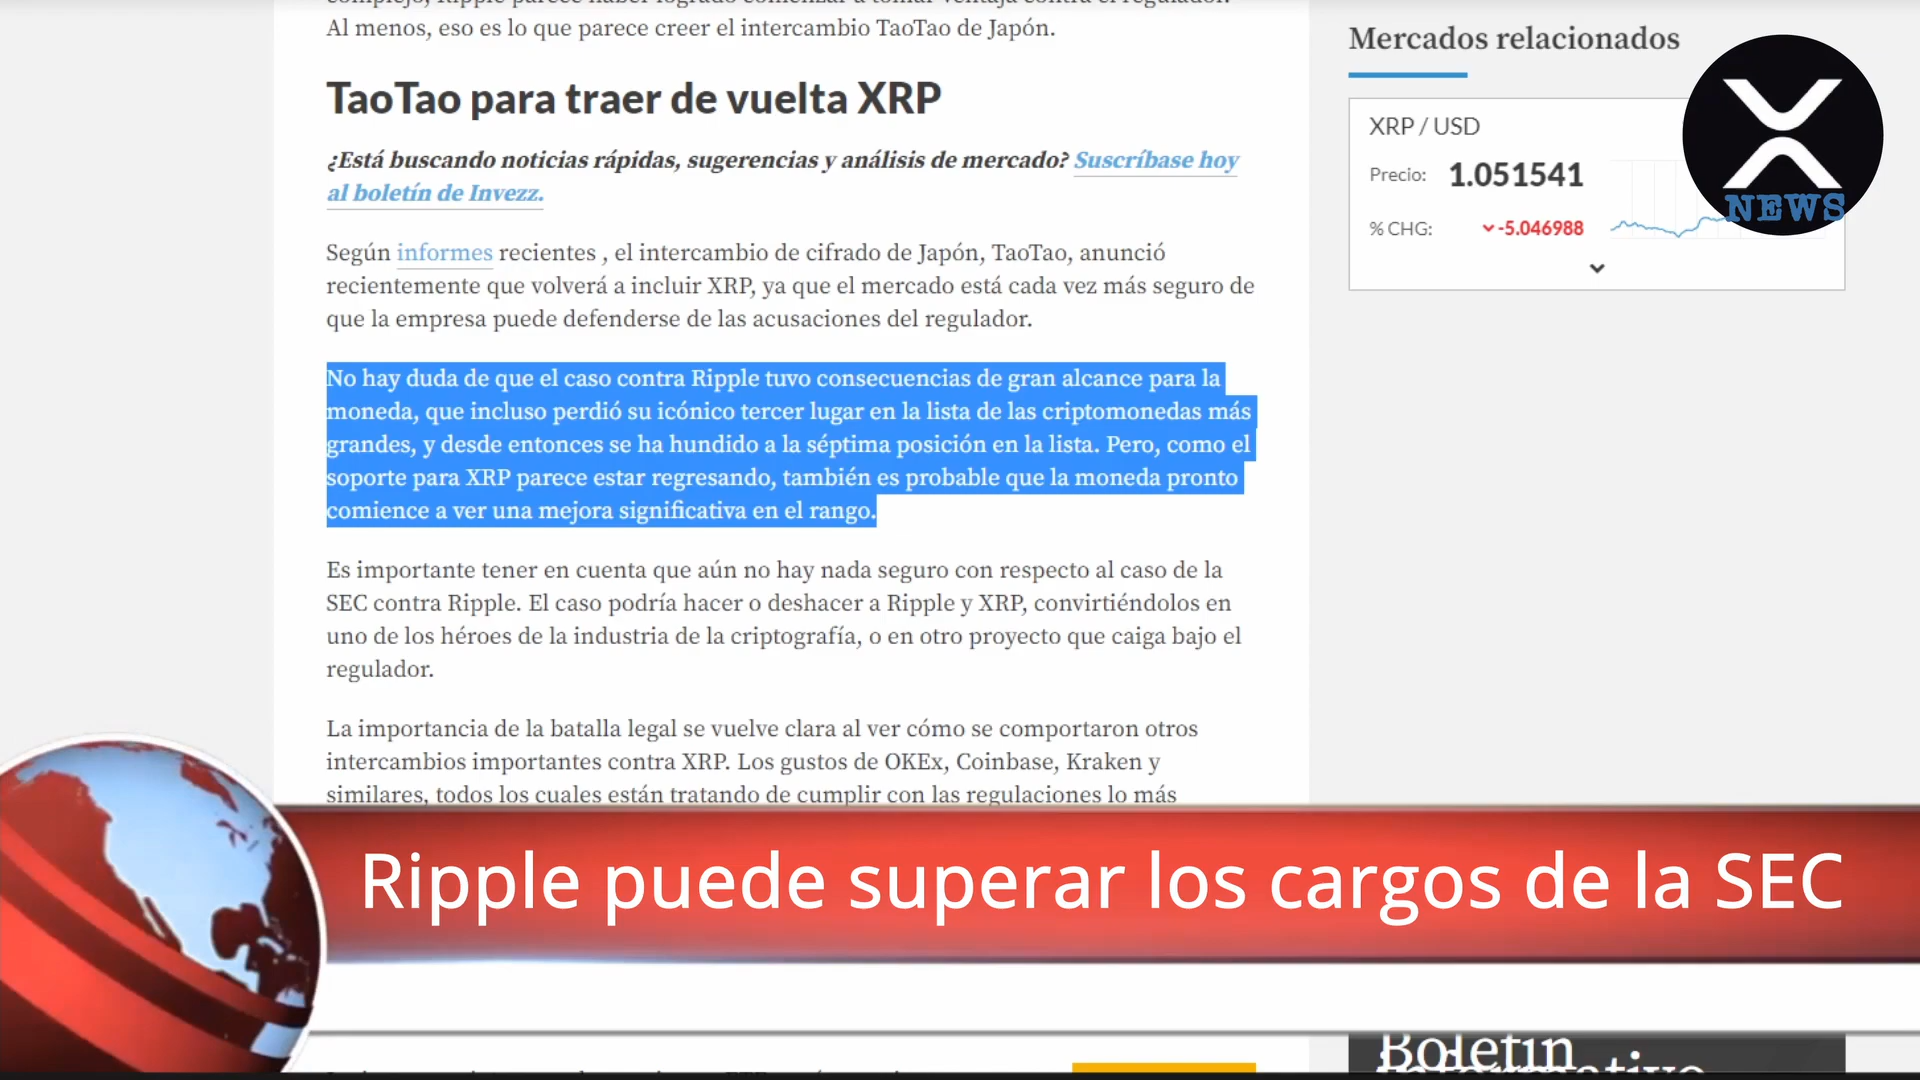 Al menos, eso es lo que parece creer el intercambio TaoTao de Japón.
TaoTao para traer de vuelta XRP
¿Está buscando noticias rápidas, sugerencias y análisis de mercado? Suscríbase hoy
al boletín de Invezz.
Según informes recientes , el intercambio de cifrado de Japón, TaoTao, anunció
recientemente que volverá a incluir XRP, ya que el mercado está cada vez más seguro de
que la empresa puede defenderse de las acusaciones del regulador.
No hay duda de que el caso contra Ripple tuvo consecuencias de gran alcance para la
moneda, que incluso perdió su icónico tercer lugar en la lista de las criptomonedas más
grandes, y desde entonces se ha hundido a la séptima posición en la lista. Pero, como el
soporte para XRP parece estar regresando, también es probable que la moneda pronto
comience a ver una mejora significativa en el rango.
Es importante tener en cuenta que aún no hay nada seguro con respecto al caso de la
SEC contra Ripple. El caso podría hacer o deshacer a Ripple y XRP, convirtiéndolos en
uno de los héroes de la industria de la criptografía, o en otro proyecto que caiga bajo el
regulador.
La importancia de la batalla legal se vuelve clara al ver cómo se comportaron otros
intercambios importantes contra XRP. Los gustos de OKEx, Coinbase, Kraken y
similares, todos los cuales están tratando de cumplir con las regulaciones lo más
Mercados relacionados
XRP / USD
Precio: 1.051541
% CHG: -5.046988
NEWS
Ripple puede superar los cargos de la SEC
Boletín